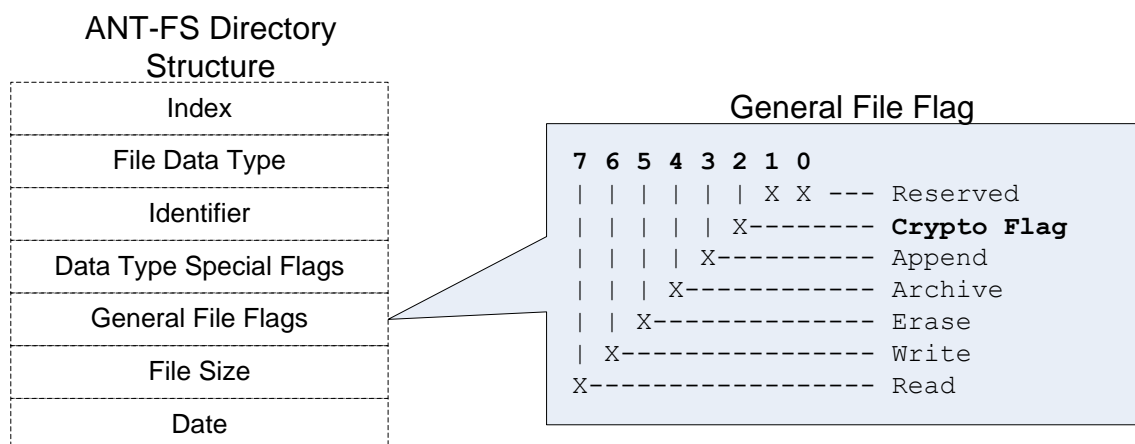 ANT-FS Directory
Structure
Index
File Data Type
Identifier
Data Type Special Flags
General File Flags
File Size
Date
General File Flag
7 6 5 4 3 2 1 0
| | | | | | X X --- Reserved
| | | | | X-------- Crypto Flag
| | | | X---------- Append
| | | X------------ Archive
| | X-------------- Erase
| X---------------- Write
X------------------ Read